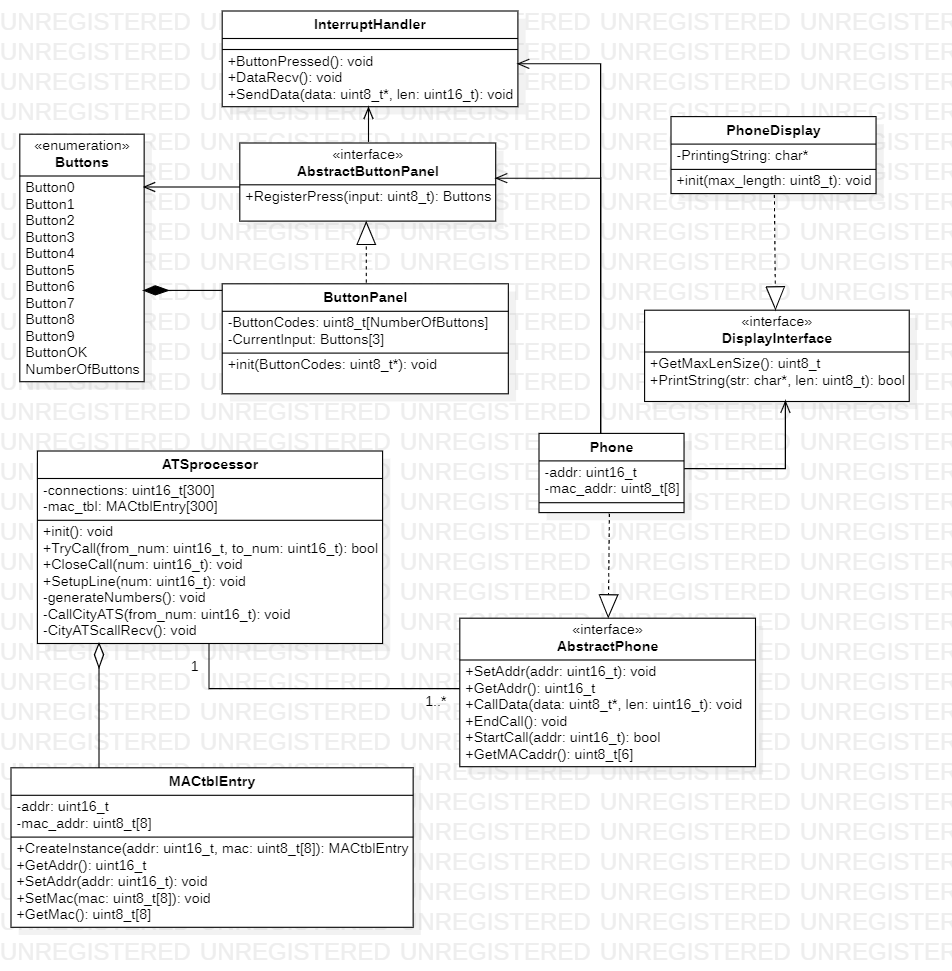 InterruptHandler
+ButtonPressed(): void
+DataRecv(): void
+SendData(data: uint8_t*, len: uint16_t): void
«enumeration»
Buttons
Button0
Button1
Button2
Button3
Button4
Button5
Button6
Button7
Button8
Button9
ButtonOK
NumberOfButtons
«interface»
AbstractButtonPanel
+RegisterPress(input: uint8_t): Buttons
PhoneDisplay
-PrintingString: char*
+init(max_length: uint8_t): void
ButtonPanel
-ButtonCodes: uint8_t[NumberOfButtons]
-CurrentInput: Buttons[3]
+init(ButtonCodes: uint8_t*): void
«interface»
DisplayInterface
+GetMaxLenSize(): uint8_t
+PrintString(str: char*, len: uint8_t): bool
Phone
-addr: uint16_t
-mac_addr: uint8_t[8]
ATSprocessor
-connections: uint16_t[300]
-mac_tbl: MACtblEntry[300]
+init(): void
+TryCall(from_num: uint16_t, to_num: uint16_t): bool
+CloseCall(num: uint16_t): void
+SetupLine(num: uint16_t): void
-generateNumbers(): void
-CallCityATS(from_num: uint16_t): void
-CityATScallRecv(): void
1
1..*
«interface»
AbstractPhone
+SetAddr(addr: uint16_t): void
+GetAddr(): uint16_t
+CallData(data: uint8_t*, len: uint16_t): void
+EndCall(): void
+StartCall(addr: uint16_t): bool
+GetMACaddr(): uint8_t[6]
MACtblEntry
-addr: uint16_t
-mac_addr: uint8_t[8]
+CreateInstance(addr: uint16_t, mac: uint8_t[8]): MACtblEntry
+GetAddr(): uint16_t
+SetAddr(addr: uint16_t): void
+SetMac(mac: uint8_t[8]): void
+GetMac(): uint8_t[8]
UNREGISTERED